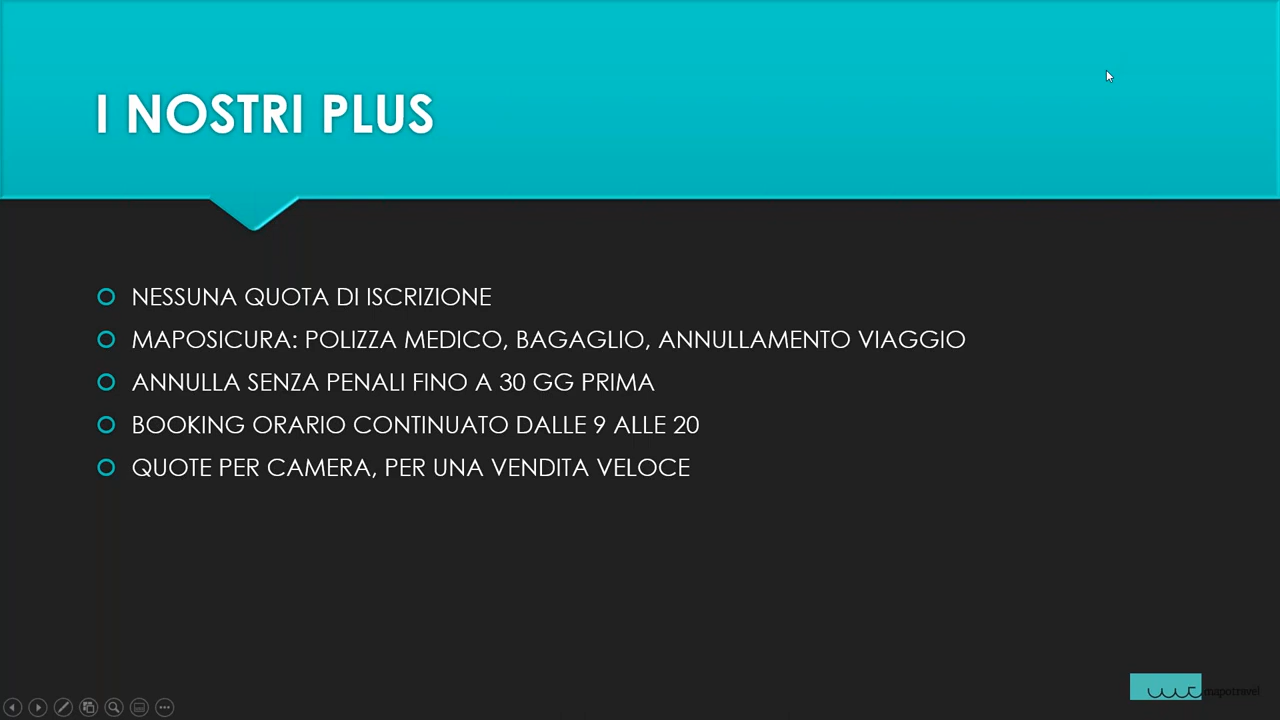 I NOSTRI PLUS
NESSUNA QUOTA DI ISCRIZIONE
MAPOSICURA: POLIZZA MEDICO, BAGAGLIO, ANNULLAMENTO VIAGGIO
ANNULLA SENZA PENALI FINO A 30 GG PRIMA
BOOKING ORARIO CONTINUATO DALLE 9 ALLE 20
QUOTE PER CAMERA, PER UNA VENDITA VELOCE
mapotravel